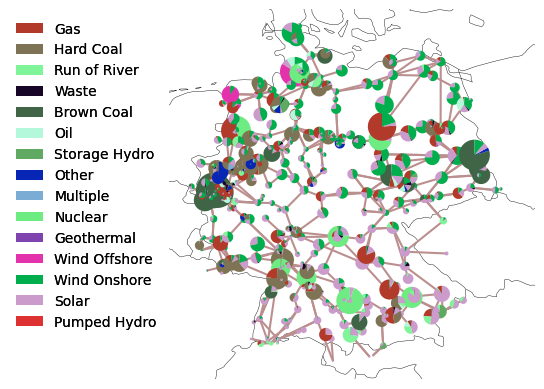 Gas
Hard Coal
Run of River
Waste
Brown Coal
Oil
Storage Hydro
Other
Multiple
Nuclear
Geothermal
Wind Offshore
Wind Onshore
Solar
Pumped Hydro